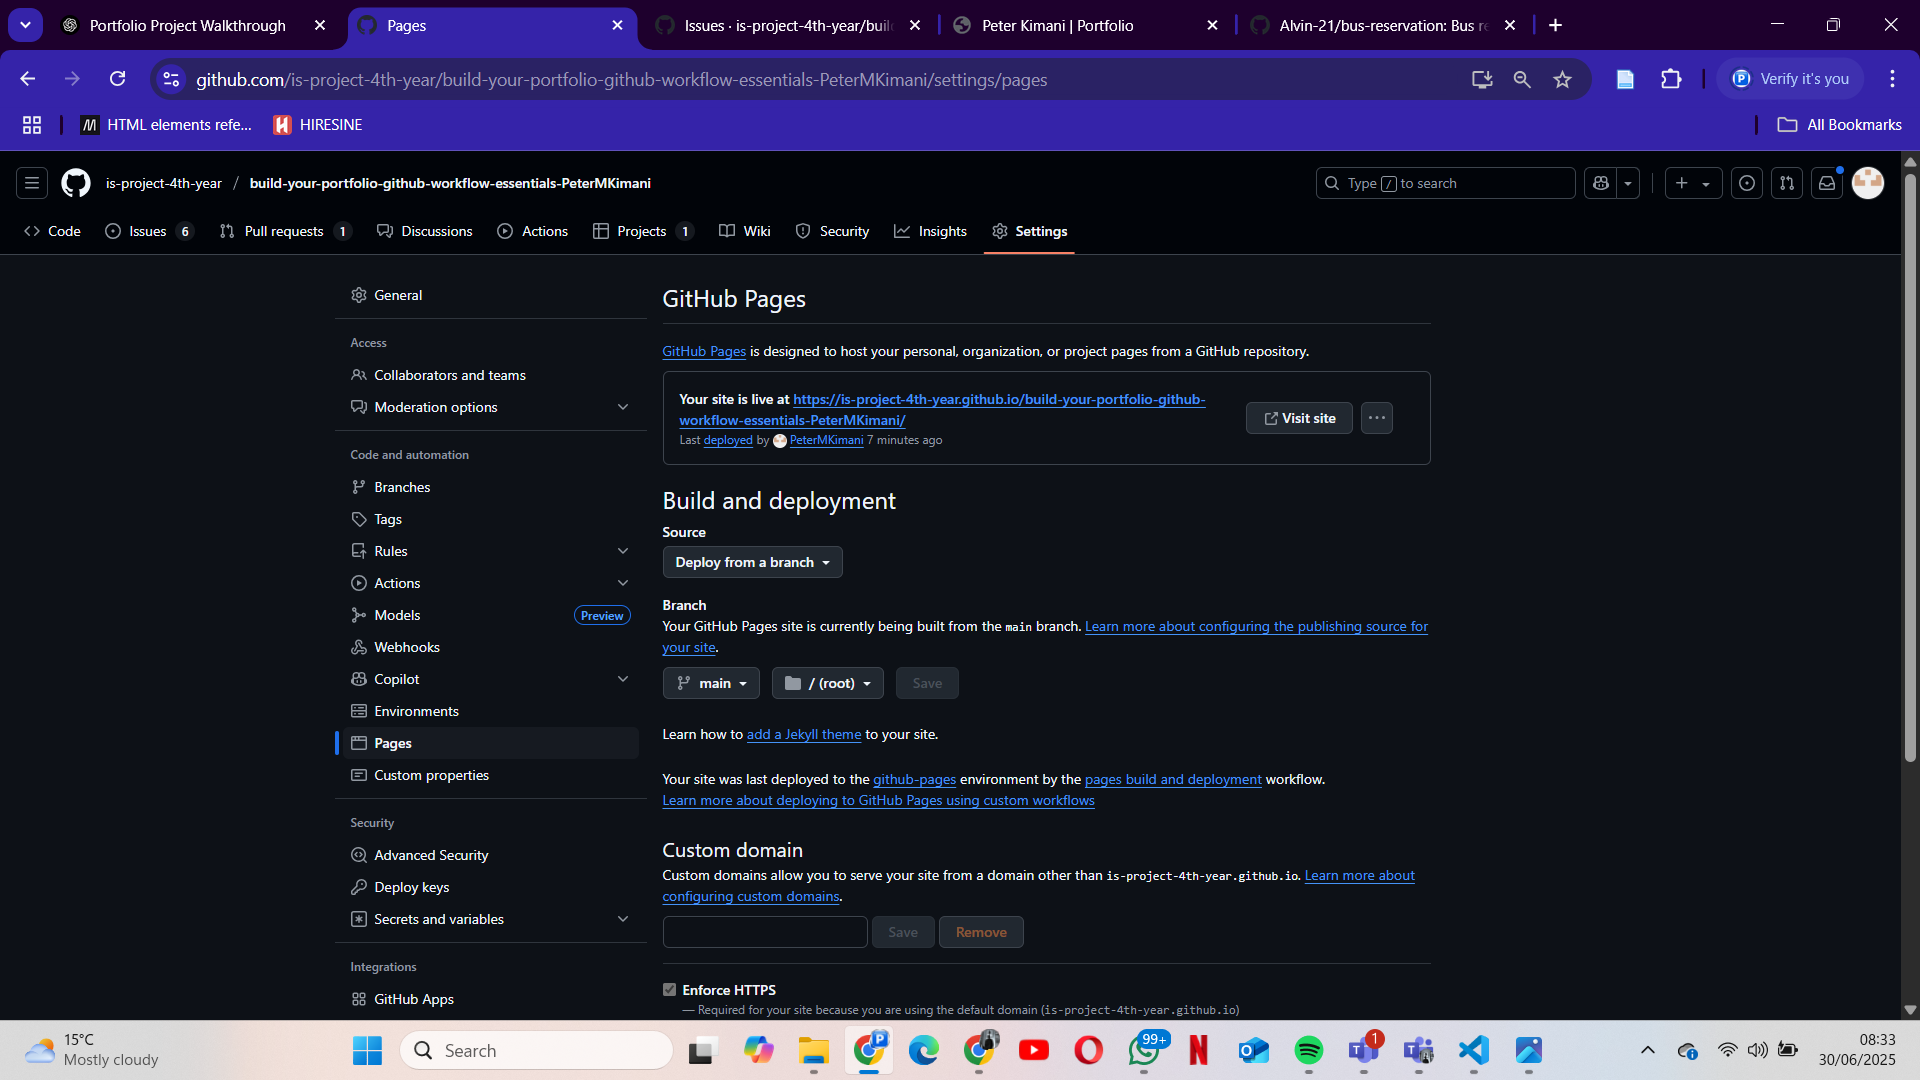 Portfolio Project Walkthrough
Pages
Issues · is-project-4th-year/buil
Peter Kimani | Portfolio
Alvin-21/bus-reservation: Bus re
github.com/is-project-4th-year/build-your-portfolio-github-workflow-essentials-PeterMKimani/settings/pages
P
Verify it's you
HTML elements refe...
HIRESINE
All Bookmarks
is-project-4th-year / build-your-portfolio-github-workflow-essentials-PeterMKimani
Type / to search
Code
Issues 6
Pull requests 1
Discussions
Actions
Projects 1
Wiki
Security
Insights
Settings
General
Access
Collaborators and teams
Moderation options
Code and automation
Branches
Tags
Rules
Actions
Models Preview
Webhooks
Copilot
Environments
Pages
Custom properties
Security
Advanced Security
Deploy keys
Secrets and variables
Integrations
GitHub Apps
GitHub Pages
GitHub Pages is designed to host your personal, organization, or project pages from a GitHub repository.
Your site is live at https://is-project-4th-year.github.io/build-your-portfolio-github-
workflow-essentials-PeterMKimani/
Last deployed by PeterMKimani 7 minutes ago
Visit site
Build and deployment
Source
Deploy from a branch
Branch
Your GitHub Pages site is currently being built from the main branch. Learn more about configuring the publishing source for
your site.
main
/ (root)
Save
Learn how to add a Jekyll theme to your site.
Your site was last deployed to the github-pages environment by the pages build and deployment workflow.
Learn more about deploying to GitHub Pages using custom workflows
Custom domain
Custom domains allow you to serve your site from a domain other than is-project-4th-year.github.io. Learn more about
configuring custom domains.
Save
Remove
Enforce HTTPS
— Required for your site because you are using the default domain (is-project-4th-year.github.io)
15°C
Mostly cloudy
Search
P
99+
N
1
08:33
30/06/2025